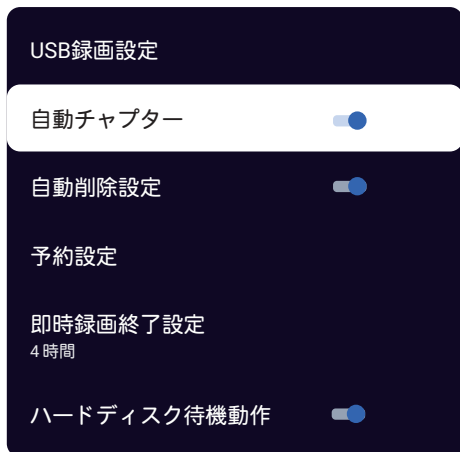 USB録画設定
自動チャプター
自動削除設定
予約設定
即時録画終了設定
4時間
ハードディスク待機動作